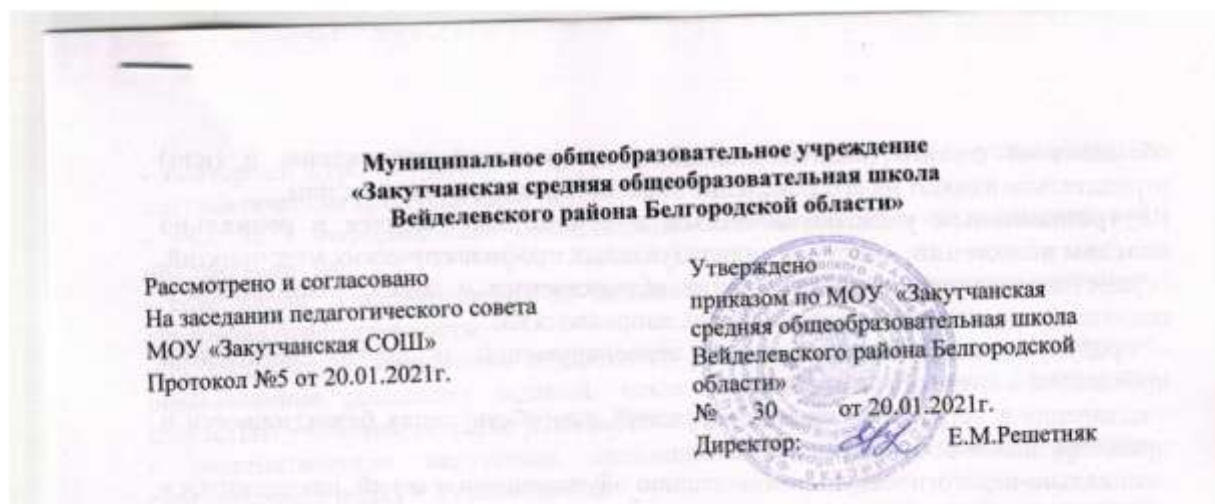 Муниципальное общеобразовательное учреждение
«Закутчанская средняя общеобразовательная школа
Вейделевского района Белгородской области»
Рассмотрено и согласовано
На заседании педагогического совета
МОУ «Закутчанская СОШ»
Протокол №5 от 20.01.2021г.
Утверждено
приказом по МОУ «Закутчанская
средняя общеобразовательная школа
Вейделевского района Белгородской
области»
№ 30 от 20.01.2021г.
Директор: Е.М.Решетняк